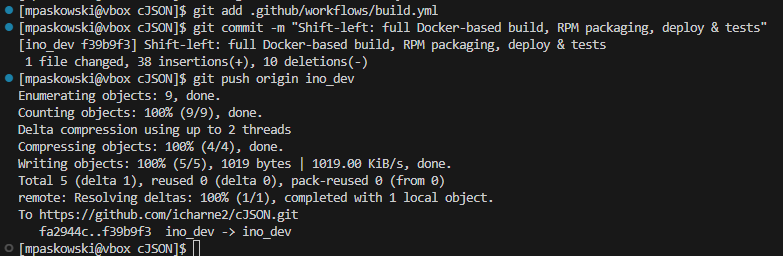 [mpaskowski@vbox cJSON]$ git add .github/workflows/build.yml
[mpaskowski@vbox cJSON]$ git commit -m "Shift-left: full Docker-based build, RPM packaging, deploy & tests"
[ino_dev f39b9f3] Shift-left: full Docker-based build, RPM packaging, deploy & tests
 1 file changed, 38 insertions(+), 10 deletions(-)
[mpaskowski@vbox cJSON]$ git push origin ino_dev
Enumerating objects: 9, done.
Counting objects: 100% (9/9), done.
Delta compression using up to 2 threads
Compressing objects: 100% (4/4), done.
Writing objects: 100% (5/5), 1019 bytes | 1019.00 KiB/s, done.
Total 5 (delta 1), reused 0 (delta 0), pack-reused 0 (from 0)
remote: Resolving deltas: 100% (1/1), completed with 1 local object.
To https://github.com/icharne2/cJSON.git
   fa2944c..f39b9f3  ino_dev -> ino_dev
[mpaskowski@vbox cJSON]$